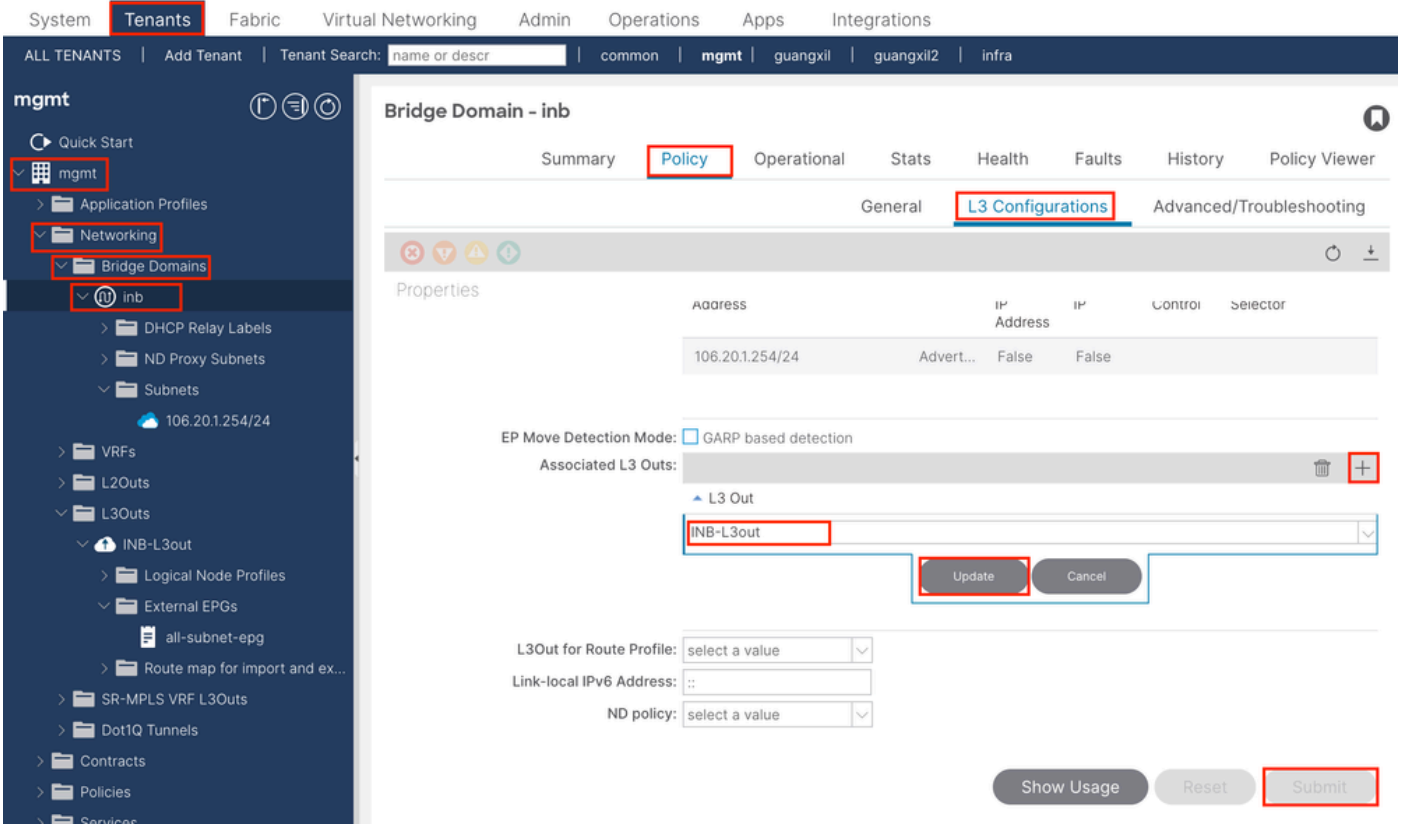 System Tenants Fabric Virtual Networking Admin Operations Apps Integrations
ALL TENANTS | Add Tenant | Tenant Search: name or descr | common | mgmt | guangxil | guangxil2 | infra
mgmt
Quick Start
mgmt
Application Profiles
Networking
Bridge Domains
inb
DHCP Relay Labels
ND Proxy Subnets
Subnets
106.20.1.254/24
VRFs
L2Outs
L3Outs
INB-L3out
Logical Node Profiles
External EPGs
all-subnet-epg
Route map for import and ex...
SR-MPLS VRF L3Outs
Dot1Q Tunnels
Contracts
Policies
Services
Bridge Domain - inb
Summary Policy Operational Stats Health Faults History Policy Viewer
General L3 Configurations Advanced/Troubleshooting
Properties
Address IP Address IP Control Selector
106.20.1.254/24 Advert... False False
EP Move Detection Mode: GARP based detection
Associated L3 Outs:
L3 Out
INB-L3out
Update Cancel
L3Out for Route Profile: select a value
Link-local IPv6 Address: ::
ND policy: select a value
Show Usage Reset Submit